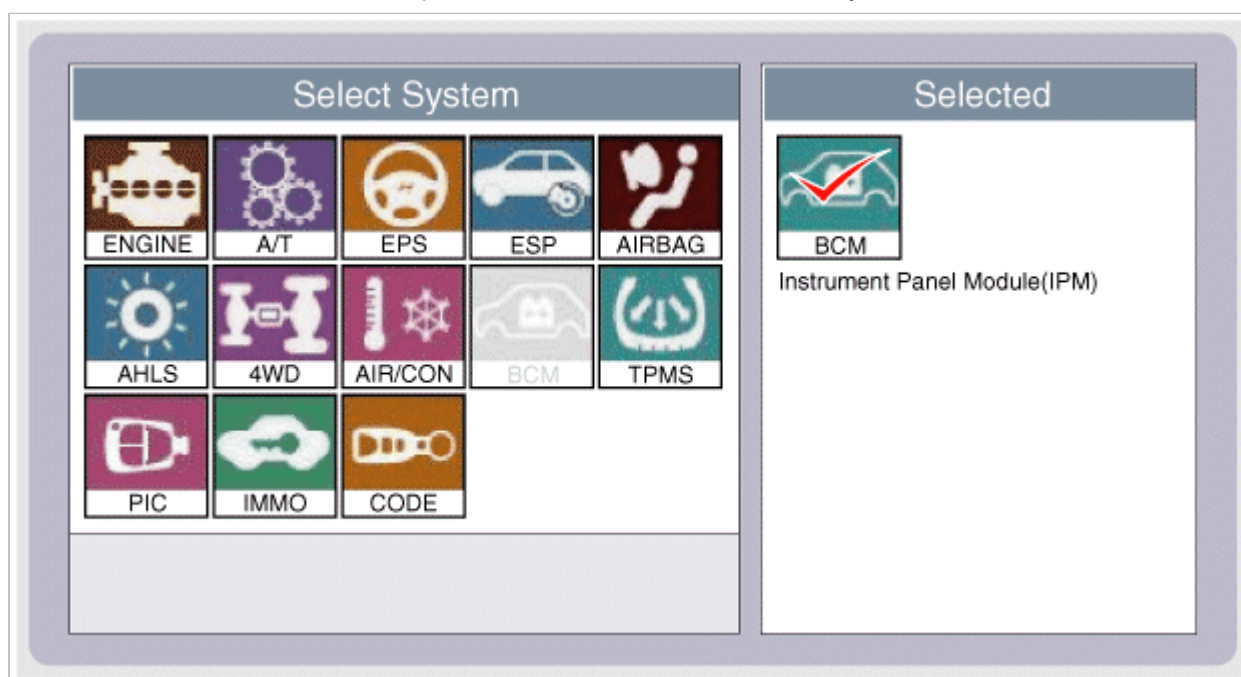 Select System
Selected
ENGINE
A/T
EPS
ESP
AIRBAG
BCM
Instrument Panel Module(IPM)
AHLS
4WD
AIR/CON
BCM
TPMS
PIC
IMMO
CODE